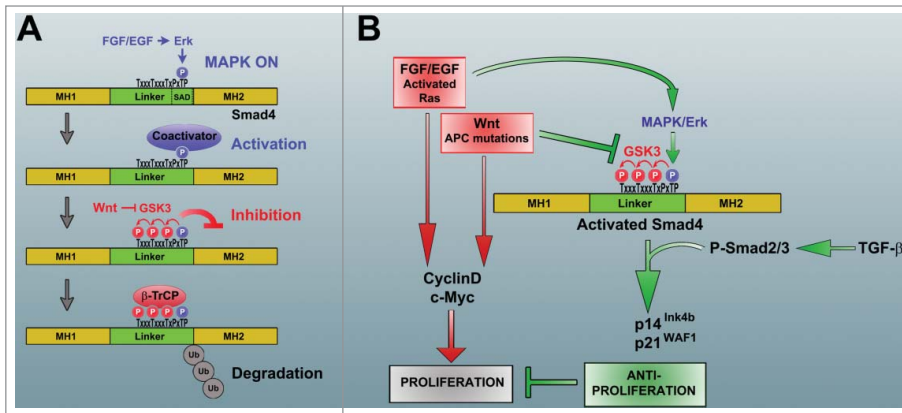 A
FGF/EGF Erk
P
MAPK ON
TxxxTxxxTxPxTP
MH1 Linker SAD MH2
Smad4
Coactivator
P
Activation
TxxxTxxxTxPxTP
MH1 Linker MH2
Wnt GSK3
Inhibition
P P P P
TxxxTxxxTxPxTP
MH1 Linker MH2
β-TrCP
P P P P
TxxxTxxxTxPxTP
MH1 Linker MH2
Ub
Ub
Ub
Degradation
B
FGF/EGF
Activated
Ras
Wnt
APC mutations
MAPK/Erk
GSK3
P P P P
TxxxTxxxTxPxTP
MH1 Linker MH2
Activated Smad4
P-Smad2/3 TGF-β
CyclinD
c-Myc
p14 Ink4b
p21 WAF1
PROLIFERATION
ANTI-
PROLIFERATION